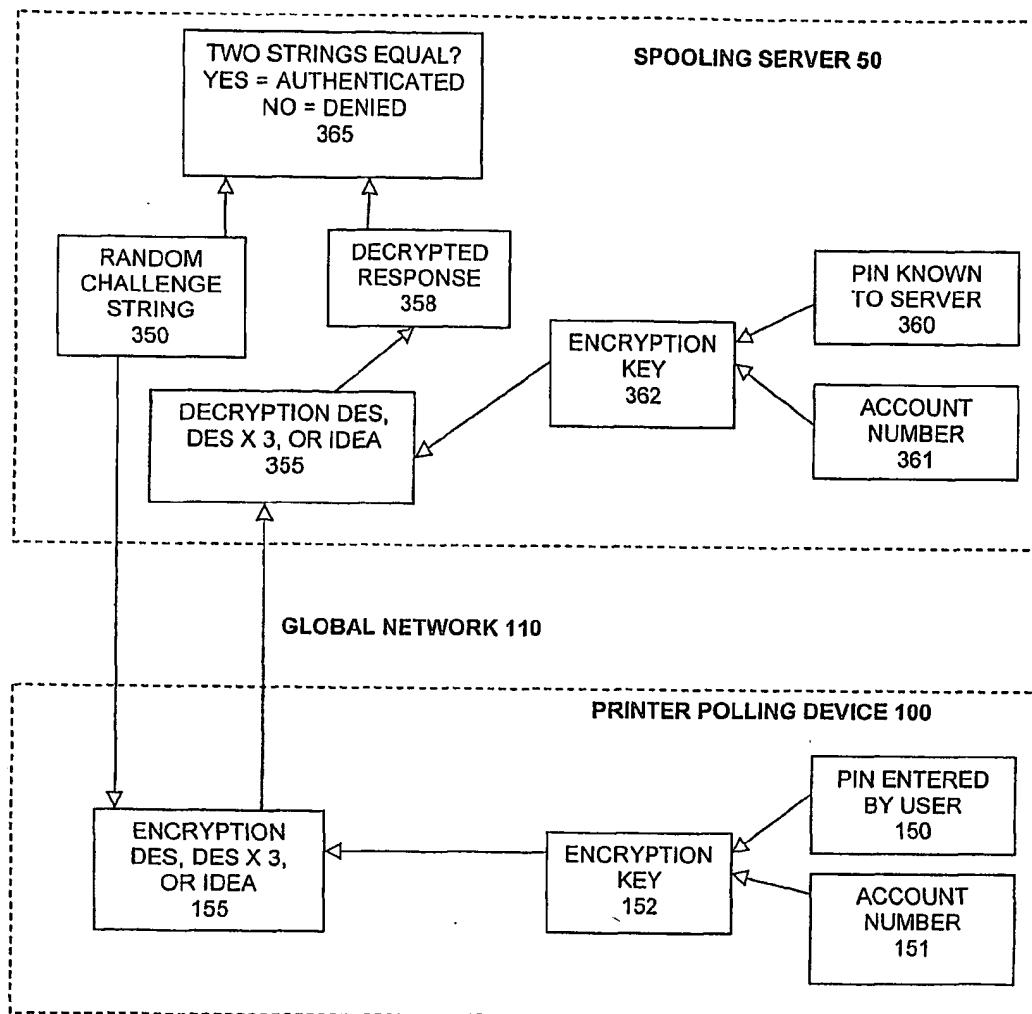 SPOOLING SERVER 50
TWO STRINGS EQUAL?
YES = AUTHENTICATED
NO = DENIED
365
RANDOM
CHALLENGE
STRING
350
DECRYPTED
RESPONSE
358
PIN KNOWN
TO SERVER
360
ENCRYPTION
KEY
362
DECRYPTION DES,
DES X 3, OR IDEA
355
ACCOUNT
NUMBER
361
GLOBAL NETWORK 110
PRINTER POLLING DEVICE 100
PIN ENTERED
BY USER
150
ENCRYPTION
DES, DES X 3,
OR IDEA
155
ENCRYPTION
KEY
152
ACCOUNT
NUMBER
151